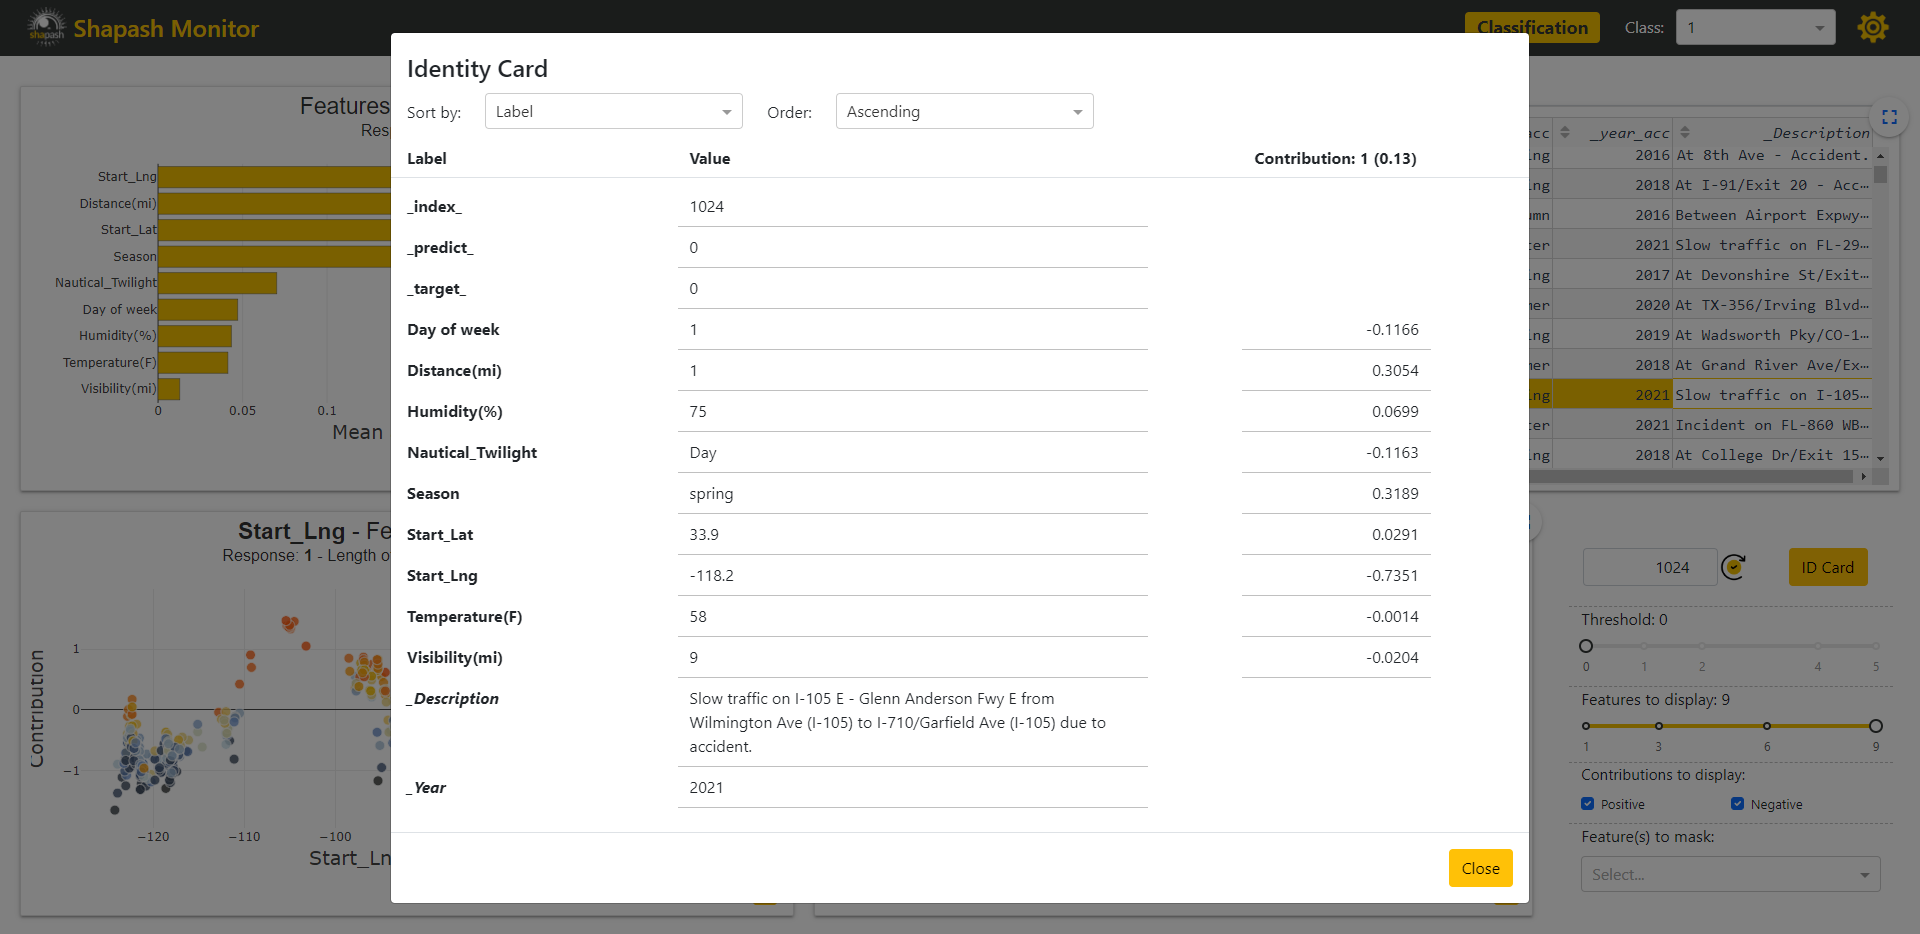 shapash
Shapash Monitor
Classification
Class:
1
Features
Res
Start_Lng
Distance(mi)
Start_Lat
Season
Nautical_Twilight
Day of week
Humidity(%)
Temperature(F)
Visibility(mi)
0 0.05 0.1
Mean
Identity Card
Sort by: Label Order: Ascending
Label Value Contribution: 1 (0.13)
_index_ 1024
_predict_ 0
_target_ 0
Day of week 1 -0.1166
Distance(mi) 1 0.3054
Humidity(%) 75 0.0699
Nautical_Twilight Day -0.1163
Season spring 0.3189
Start_Lat 33.9 0.0291
Start_Lng -118.2 -0.7351
Temperature(F) 58 -0.0014
Visibility(mi) 9 -0.0204
_Description Slow traffic on I-105 E - Glenn Anderson Fwy E from
Wilmington Ave (I-105) to I-710/Garfield Ave (I-105) due to
accident.
_Year 2021
Close
acc _year_acc _Description
ng 2016 At 8th Ave - Accident.
ng 2018 At I-91/Exit 20 - Acc…
mn 2016 Between Airport Expwy…
er 2021 Slow traffic on FL-29…
ng 2017 At Devonshire St/Exit…
er 2020 At TX-356/Irving Blvd…
ng 2019 At Wadsworth Pky/CO-1…
er 2018 At Grand River Ave/Ex…
ng 2021 Slow traffic on I-105…
er 2021 Incident on FL-860 WB…
ng 2018 At College Dr/Exit 15…
Start_Lng - Fe
Response: 1 - Length o
Contribution
1
0
−1
−120 −110 −100
Start_Ln
1024
ID Card
Threshold: 0
0 1 2 4 5
Features to display: 9
1 3 6 9
Contributions to display:
Positive Negative
Feature(s) to mask:
Select...